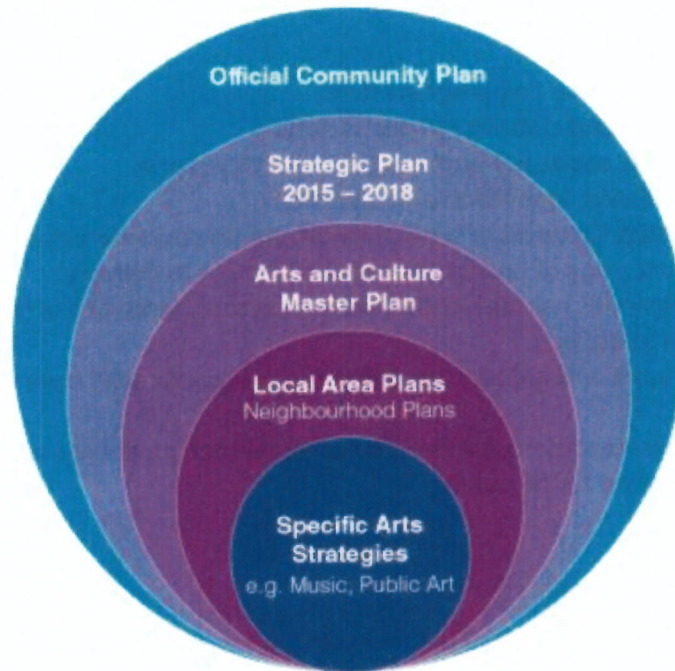 Official Community Plan
Strategic Plan
2015 – 2018
Arts and Culture
Master Plan
Local Area Plans
Neighbourhood Plans
Specific Arts
Strategies
e.g. Music, Public Art